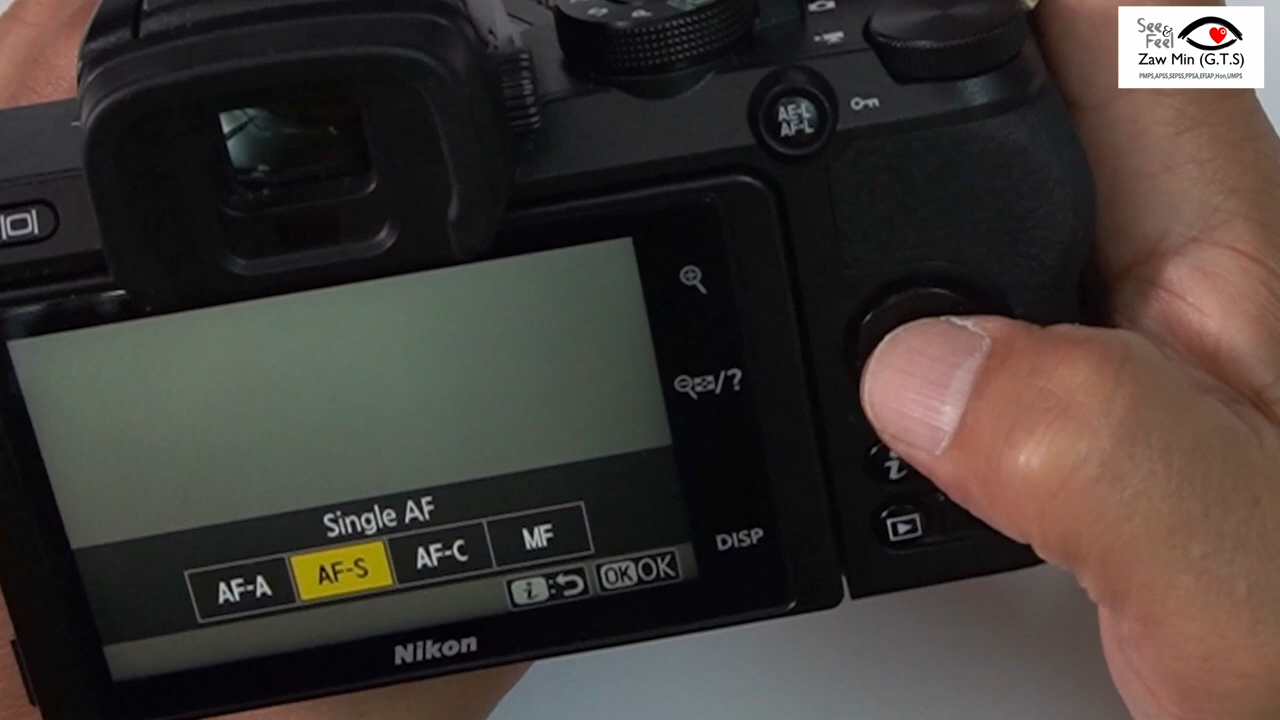 See&
Feel
Zaw Min (G.T.S)
PMPS,APSS,SEPSS,PPSA,EFIAP,Hon,UMPS
AE-L
AF-L
?
i
DISP
Single AF
AF-A
AF-S
AF-C
MF
i
OK OK
Nikon